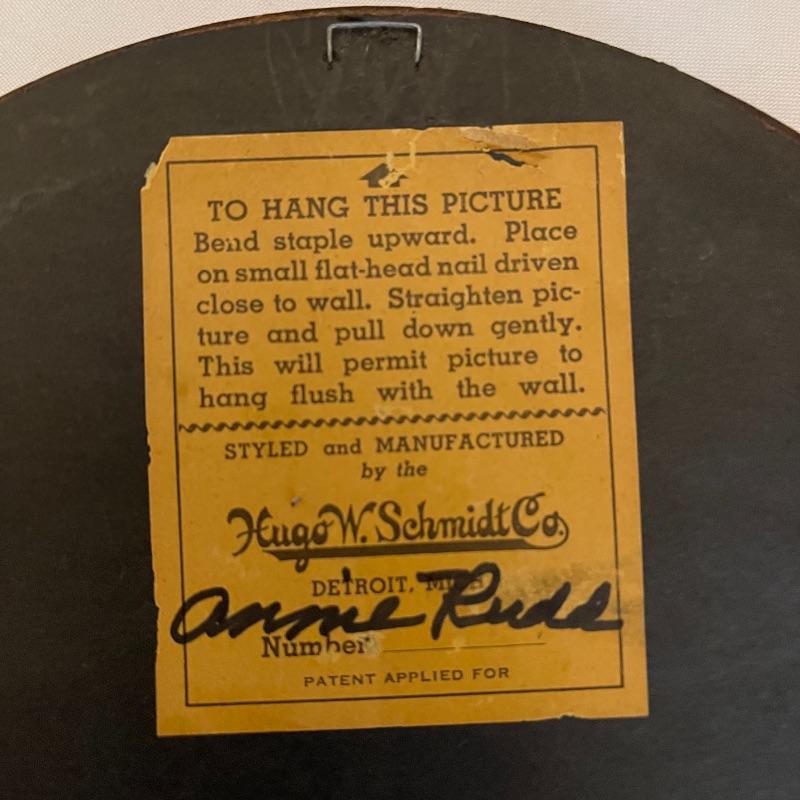 TO HANG THIS PICTURE
Bend staple upward. Place
on small flat-head nail driven
close to wall. Straighten pic-
ture and pull down gently.
This will permit picture to
hang flush with the wall.
STYLED and MANUFACTURED
by the
Hugo W. Schmidt Co.
DETROIT, MICH
annie Rudd
Number
PATENT APPLIED FOR